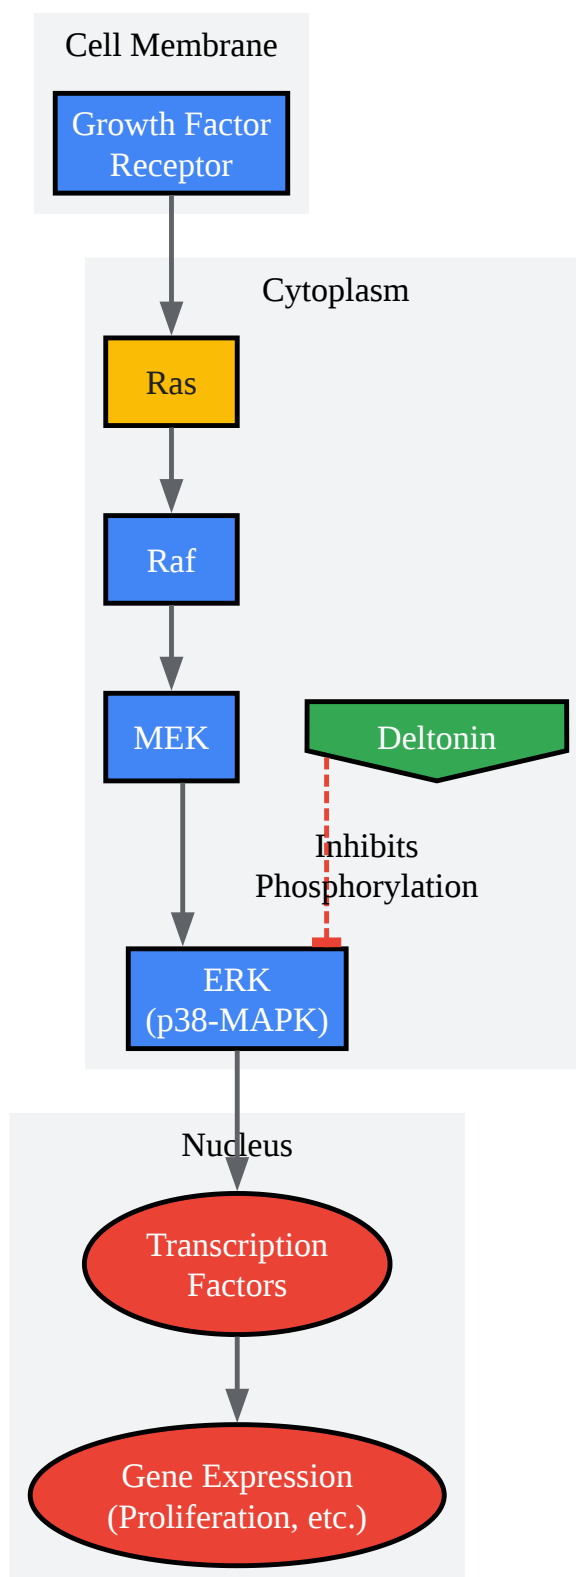 Cell Membrane
Growth Factor
Receptor
Cytoplasm
Ras
Raf
MEK
Deltonin
Inhibits
Phosphorylation
ERK
(p38-MAPK)
Nucleus
Transcription
Factors
Gene Expression
(Proliferation, etc.)